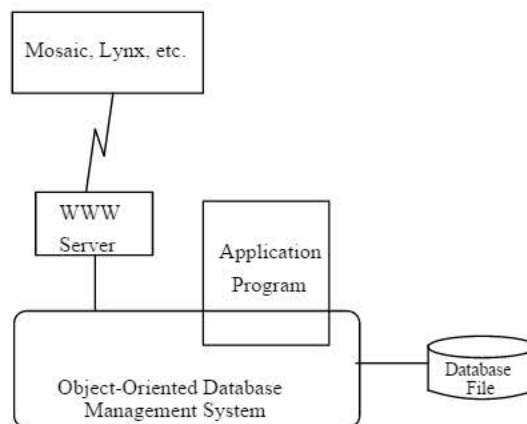 Mosaic, Lynx, etc.
WWW
Server
Application
Program
Object-Oriented Database
Management System
Database
File